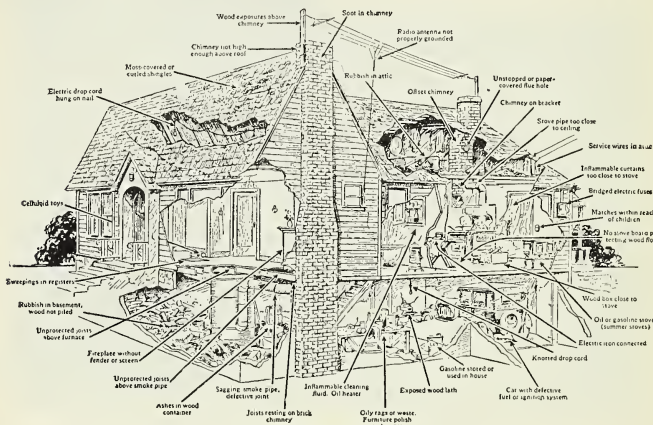 Wood exposures above
chimney
Soot in chimney
Radio antenna not
properly grounded
Chimney not high
enough above roof
Moss-covered or
curled shingles
Rubbish in attic
Offset chimney
Unstopped or paper-
covered flue hole
Electric drop cord
hung on nail
Chimney on bracket
Stove pipe too close
to ceiling
Service wires in
Inflammable curtains
too close to stove
Bridged electric fuses
Celluloid toys
Matches within reac
of children
No stove board p
tecting wood flo
Sweepings in registers
Wood box close to
stove
Rubbish in basement,
wood not piled
Oil or gasoline stove
(summer stoves)
Unprotected joists
above furnace
Electric iron connected
Fireplace without
fender or screen
Knotted drop cord
Unprotected joists
above smoke pipe
Gasoline stored or
used in house
Ashes in wood
container
Sagging smoke pipe,
defective joint
Inflammable cleaning
fluid. Oil heater
Exposed wood lath
Car with defective
fuel or ignition system
Joists resting on brick
chimney
Oily rags or waste.
Furniture polish